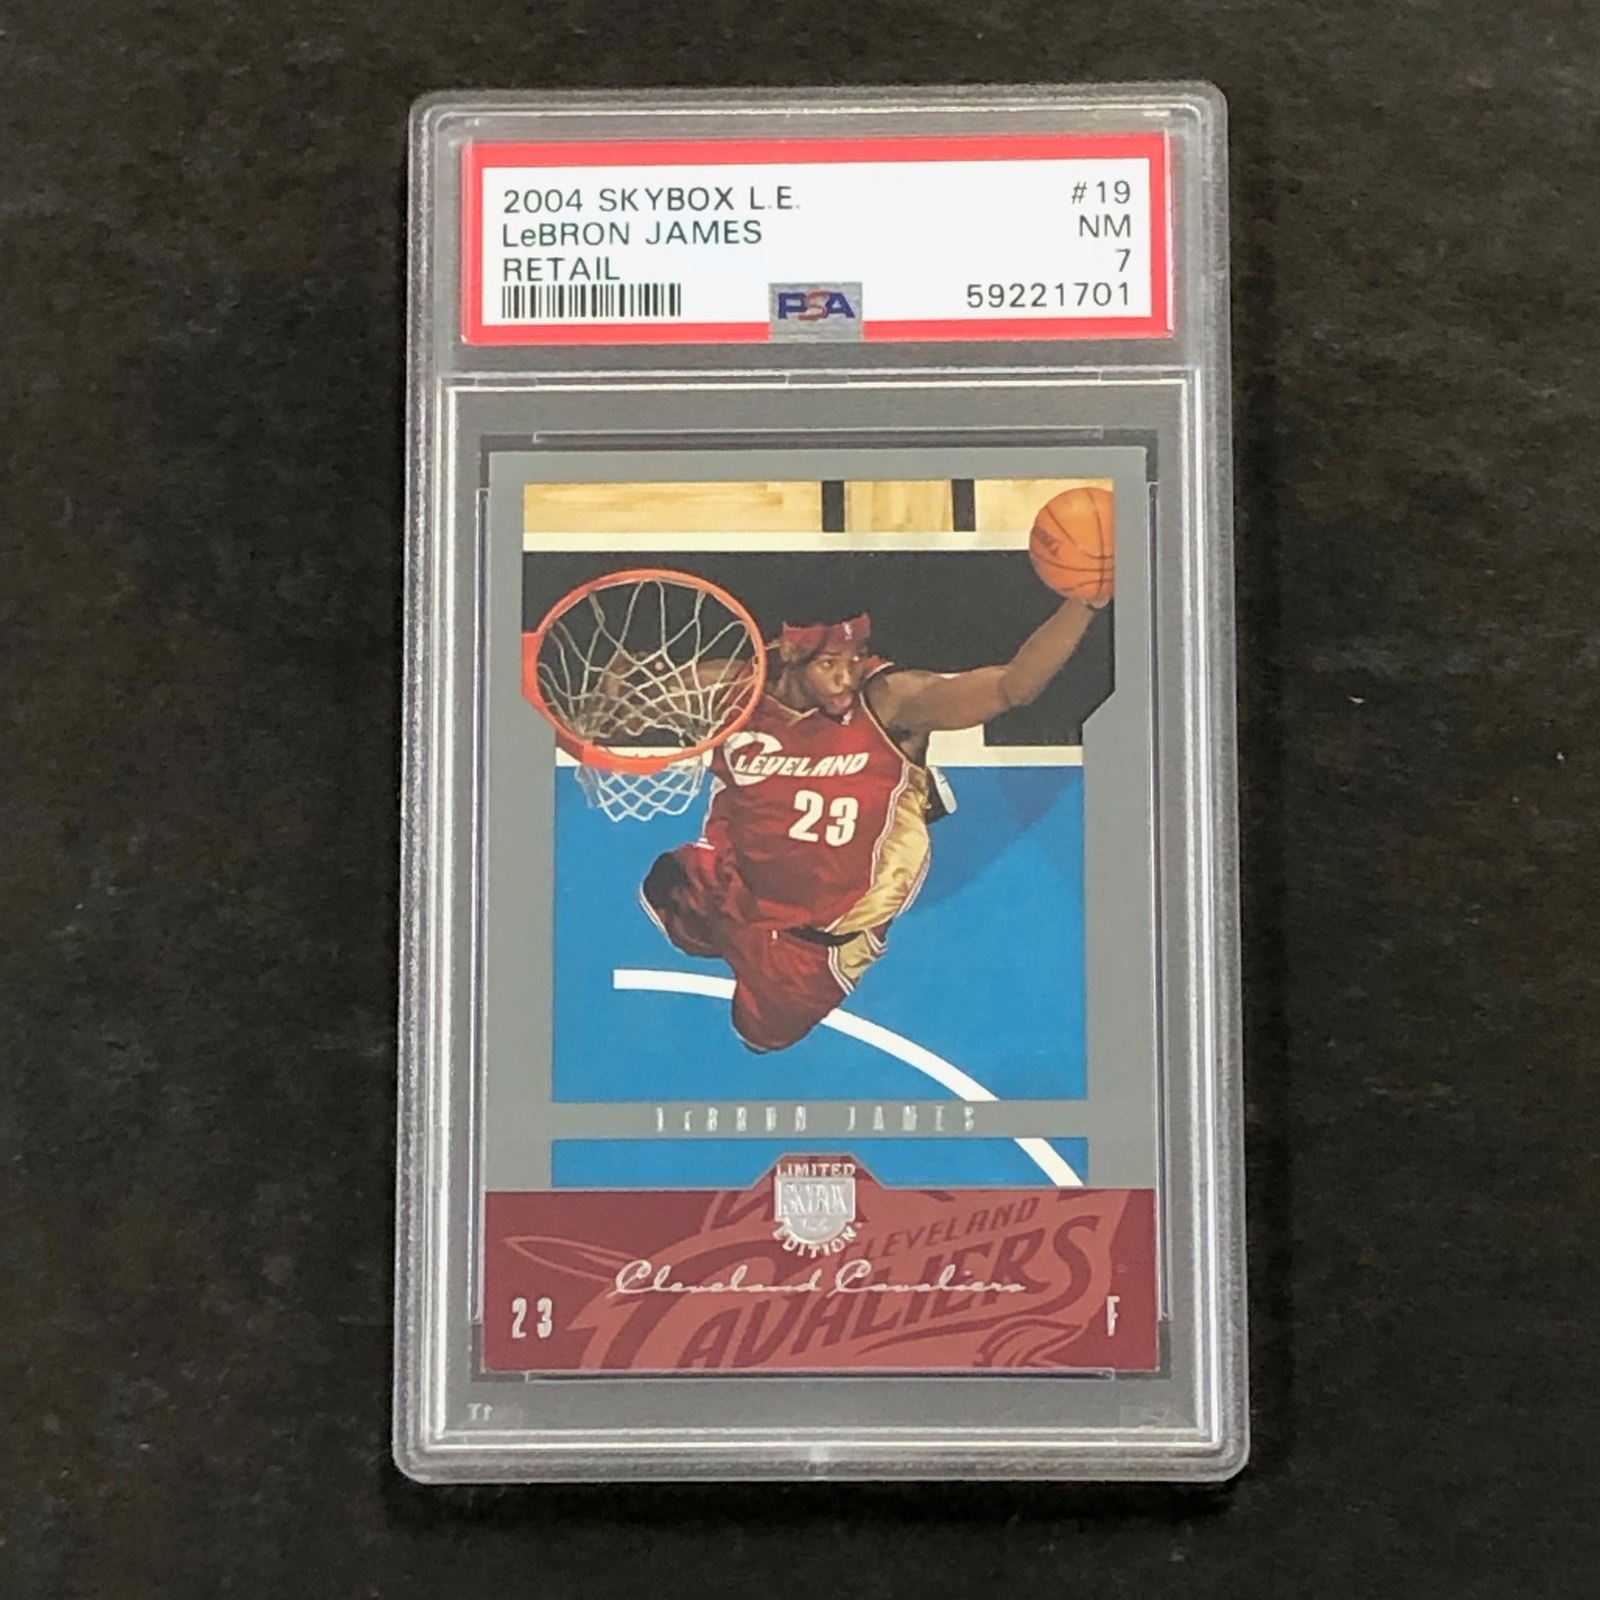 2004 SKYBOX L.E. #19
LeBRON JAMES NM
RETAIL 7
PSA 59221701
CLEVELAND
23
LeBRON JAMES
LIMITED
SKYBOX
L.E.
EDITION
CLEVELAND
CAVALIERS
Cleveland Cavaliers
23 F